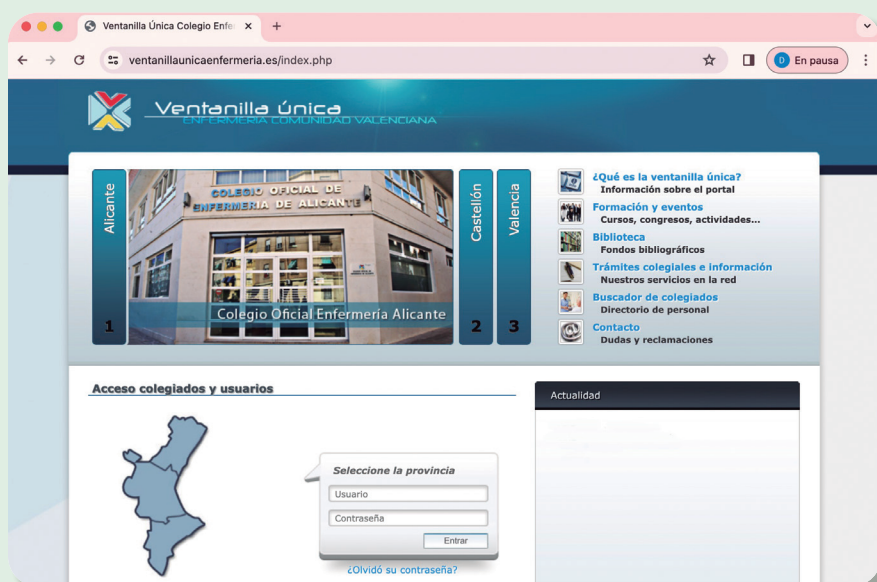 Ventanilla Única Colegio Enfer
ventanillaunicaenfermeria.es/index.php
D
En pausa
Ventanilla única
ENFERMERIA COMUNIDAD VALENCIANA
Alicante
1
COLEGIO OFICIAL DE
ENFERMERIA DE ALICANTE
Colegio Oficial Enfermería Alicante
Castellón
2
Valencia
3
¿Qué es la ventanilla única?
Información sobre el portal
Formación y eventos
Cursos, congresos, actividades...
Biblioteca
Fondos bibliográficos
Trámites colegiales e información
Nuestros servicios en la red
Buscador de colegiados
Directorio de personal
Contacto
Dudas y reclamaciones
Acceso colegiados y usuarios
Seleccione la provincia
Usuario
Contraseña
Entrar
¿Olvidó su contraseña?
Actualidad